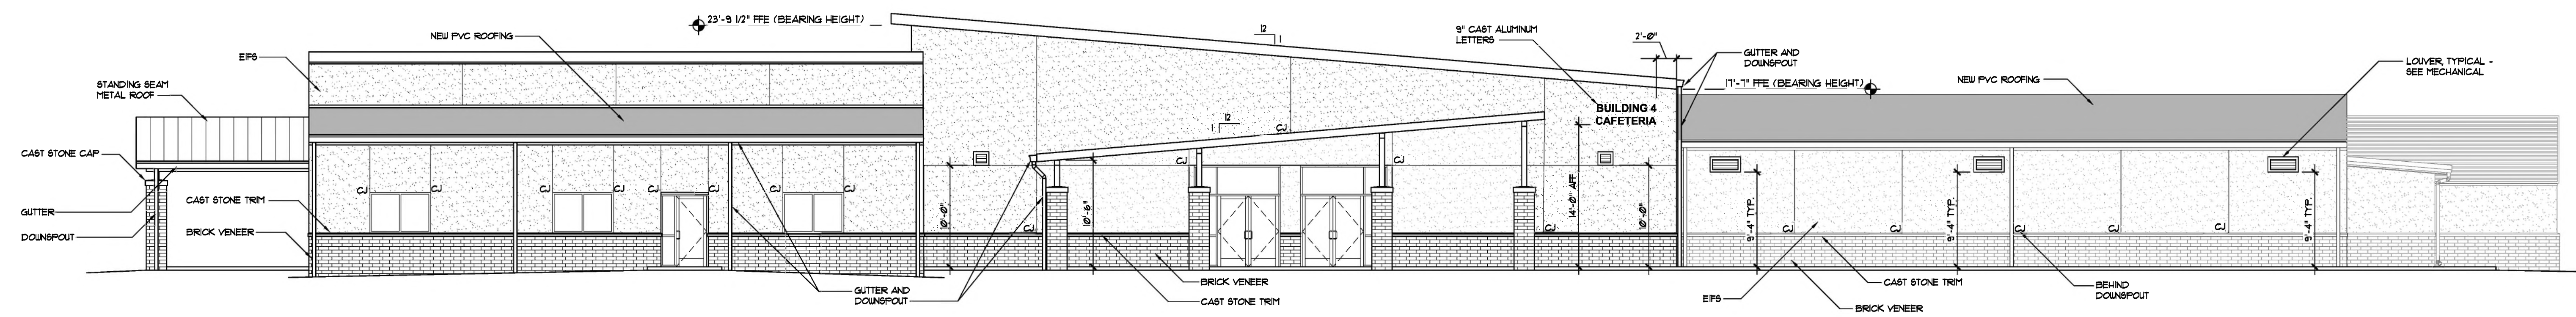 23'-9 1/2" FFE (BEARING HEIGHT)
NEW PVC ROOFING
EIFS
STANDING SEAM
METAL ROOF
CAST STONE CAP
GUTTER
DOWNSPOUT
CAST STONE TRIM
BRICK VENEER
CJ
CJ
CJ
CJ
CJ
CJ
CJ
CJ
GUTTER AND
DOWNSPOUT
12
1
9" CAST ALUMINUM
LETTERS
2'-0"
GUTTER AND
DOWNSPOUT
17'-7" FFE (BEARING HEIGHT)
BUILDING 4
CAFETERIA
12
1
CJ
CJ
CJ
CJ
CJ
10'-0"
10'-6"
14'-0" AFF
10'-0"
BRICK VENEER
CAST STONE TRIM
NEW PVC ROOFING
LOUVER, TYPICAL -
SEE MECHANICAL
9'-4" TYP.
9'-4" TYP.
9'-4" TYP.
CJ
CJ
CJ
CJ
CJ
EIFS
CAST STONE TRIM
BRICK VENEER
BEHIND
DOWNSPOUT